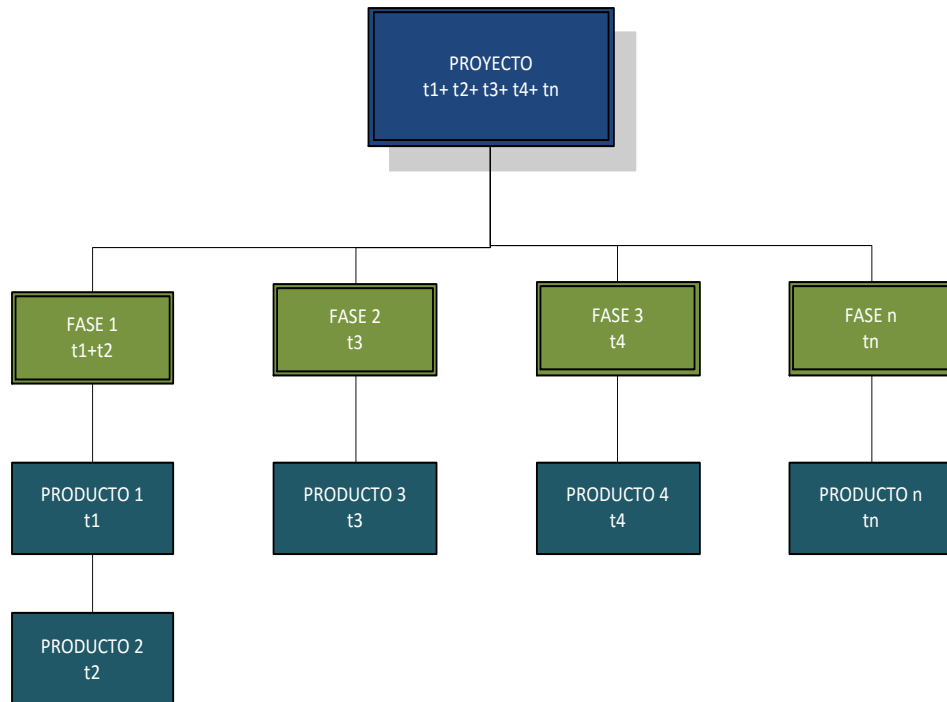 PROYECTO
t1+ t2+ t3+ t4+ tn
FASE 1
t1+t2
FASE 2
t3
FASE 3
t4
FASE n
tn
PRODUCTO 1
t1
PRODUCTO 3
t3
PRODUCTO 4
t4
PRODUCTO n
tn
PRODUCTO 2
t2